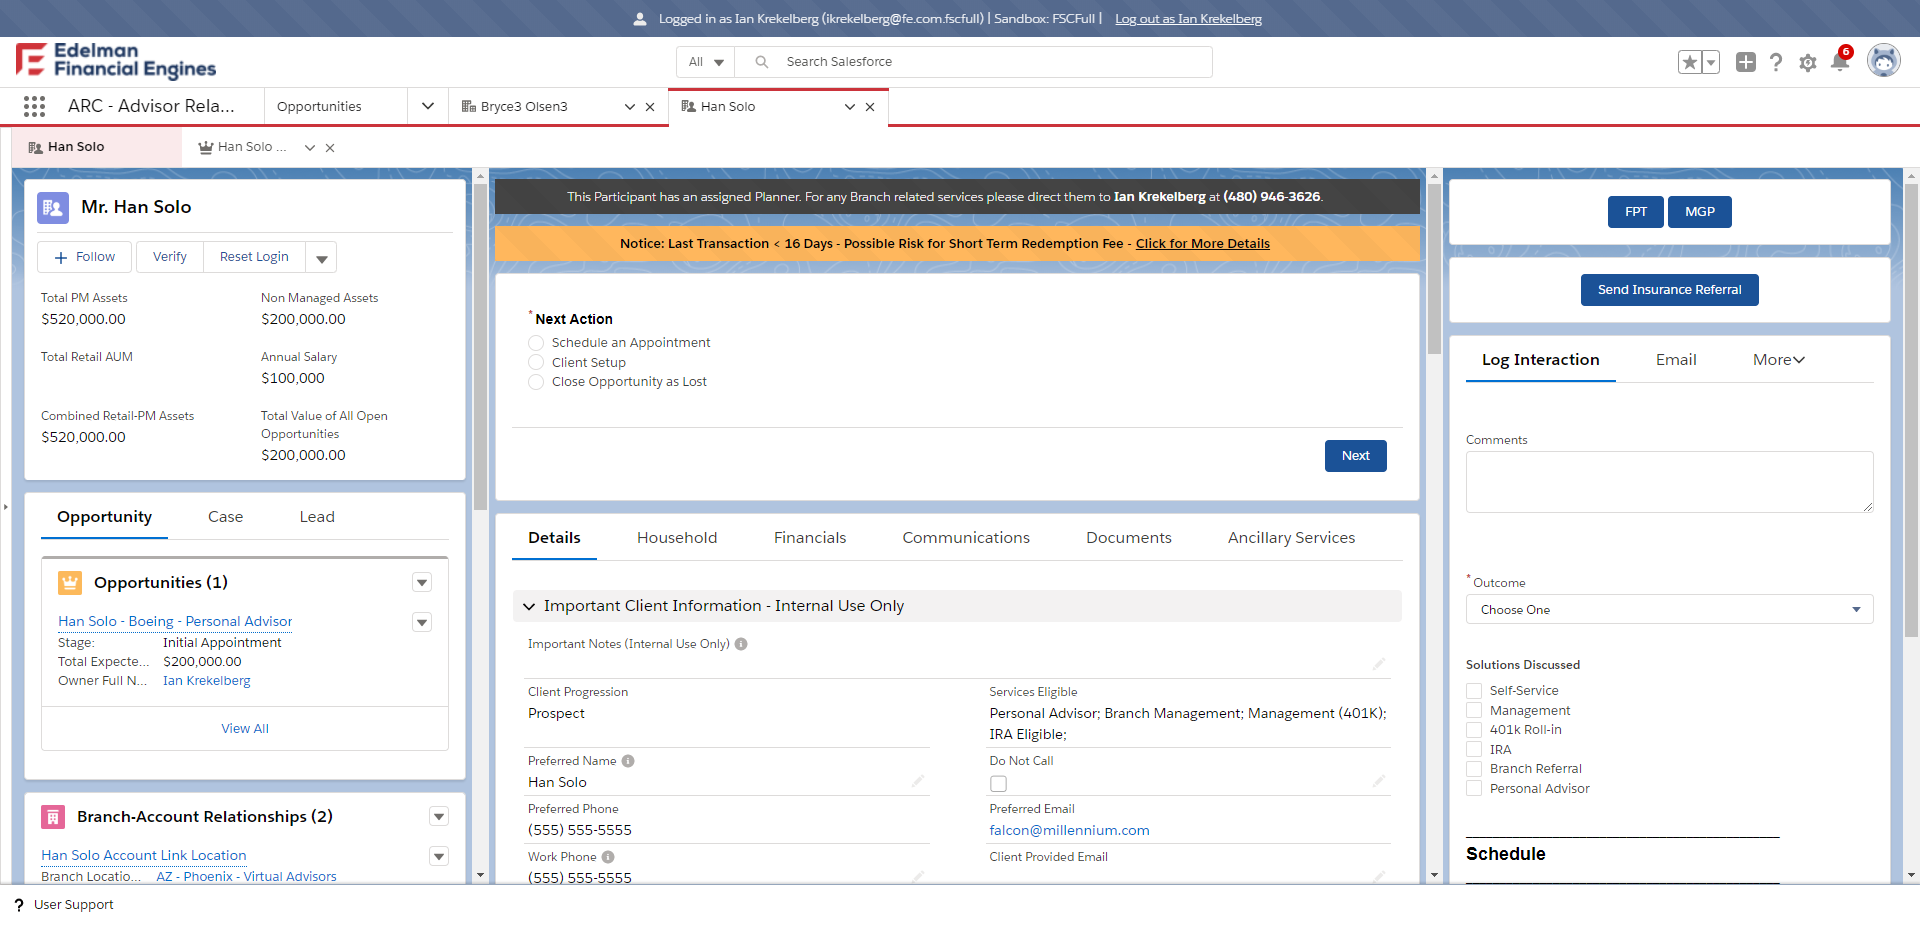 Logged in as Ian Krekelberg (ikrekelberg@fe.com.fscfull) | Sandbox: FSCFull | Log out as Ian Krekelberg
Edelman
Financial Engines
All
Search Salesforce
6
ARC - Advisor Rela...
Opportunities
Bryce3 Olsen3
Han Solo
Han Solo
Han Solo ...
Mr. Han Solo
Follow
Verify
Reset Login
Total PM Assets
$520,000.00
Non Managed Assets
$200,000.00
Total Retail AUM
Annual Salary
$100,000
Combined Retail-PM Assets
$520,000.00
Total Value of All Open
Opportunities
$200,000.00
Opportunity
Case
Lead
Opportunities (1)
Han Solo - Boeing - Personal Advisor
Stage: Initial Appointment
Total Expecte... $200,000.00
Owner Full N... Ian Krekelberg
View All
Branch-Account Relationships (2)
Han Solo Account Link Location
Branch Locatio... AZ - Phoenix - Virtual Advisors
This Participant has an assigned Planner. For any Branch related services please direct them to Ian Krekelberg at (480) 946-3626.
Notice: Last Transaction < 16 Days - Possible Risk for Short Term Redemption Fee - Click for More Details
*Next Action
Schedule an Appointment
Client Setup
Close Opportunity as Lost
Next
Details
Household
Financials
Communications
Documents
Ancillary Services
Important Client Information - Internal Use Only
Important Notes (Internal Use Only)
Client Progression
Prospect
Services Eligible
Personal Advisor; Branch Management; Management (401K);
IRA Eligible;
Preferred Name
Han Solo
Do Not Call
Preferred Phone
(555) 555-5555
Preferred Email
falcon@millennium.com
Work Phone
(555) 555-5555
Client Provided Email
FPT
MGP
Send Insurance Referral
Log Interaction
Email
More
Comments
*Outcome
Choose One
Solutions Discussed
Self-Service
Management
401k Roll-in
IRA
Branch Referral
Personal Advisor
Schedule
? User Support